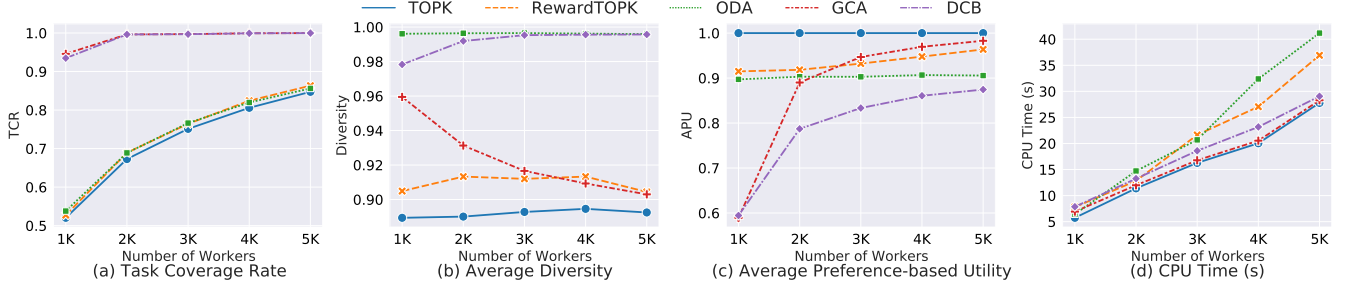 TOPK RewardTOPK ODA GCA DCB
TCR
1.0
0.9
0.8
0.7
0.6
0.5
1K 2K 3K 4K 5K
Number of Workers
(a) Task Coverage Rate
Diversity
1.00
0.98
0.96
0.94
0.92
0.90
1K 2K 3K 4K 5K
Number of Workers
(b) Average Diversity
APU
1.0
0.9
0.8
0.7
0.6
1K 2K 3K 4K 5K
Number of Workers
(c) Average Preference-based Utility
CPU Time (s)
40
35
30
25
20
15
10
5
1K 2K 3K 4K 5K
Number of Workers
(d) CPU Time (s)